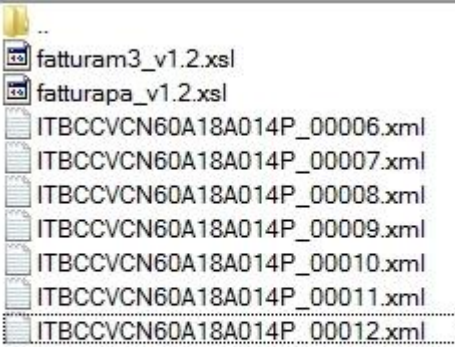 ..
fatturam3_v1.2.xsl
fatturapa_v1.2.xsl
ITBCCVCN60A18A014P_00006.xml
ITBCCVCN60A18A014P_00007.xml
ITBCCVCN60A18A014P_00008.xml
ITBCCVCN60A18A014P_00009.xml
ITBCCVCN60A18A014P_00010.xml
ITBCCVCN60A18A014P_00011.xml
ITBCCVCN60A18A014P_00012.xml